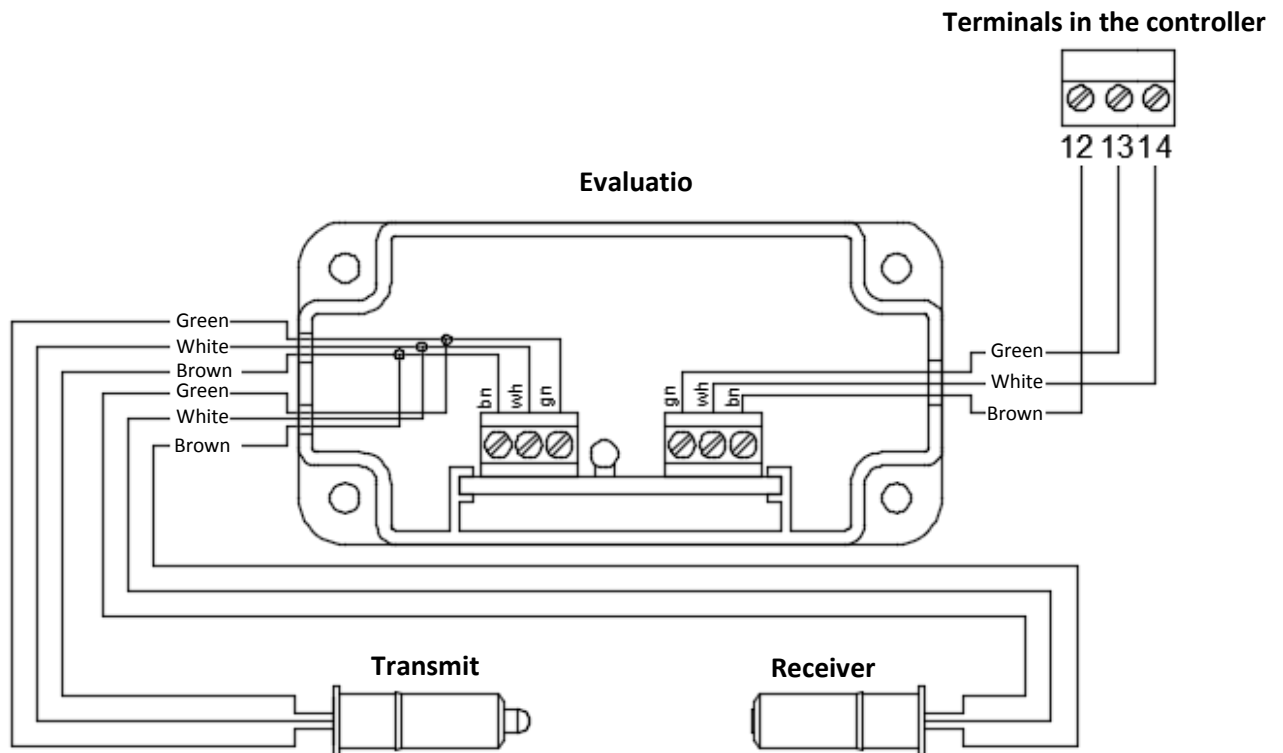 Terminals in the controller
12 13 14
Evaluatio
Green
White
Brown
Green
White
Brown
bn wh gn
gn wh bn
Green
White
Brown
Transmit
Receiver